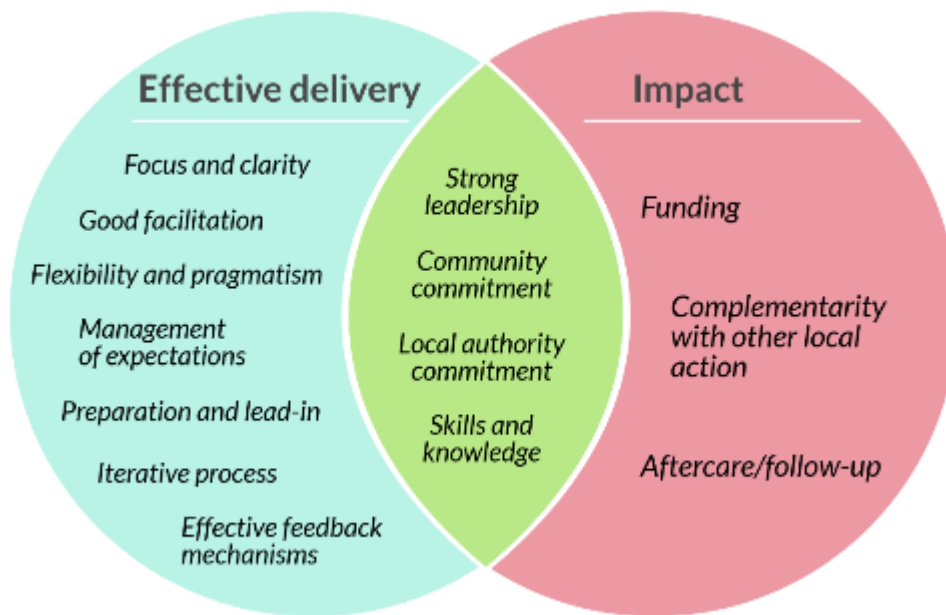 Effective delivery
Focus and clarity
Good facilitation
Flexibility and pragmatism
Management
of expectations
Preparation and lead-in
Iterative process
Effective feedback
mechanisms
Strong
leadership
Community
commitment
Local authority
commitment
Skills and
knowledge
Impact
Funding
Complementarity
with other local
action
Aftercare/follow-up